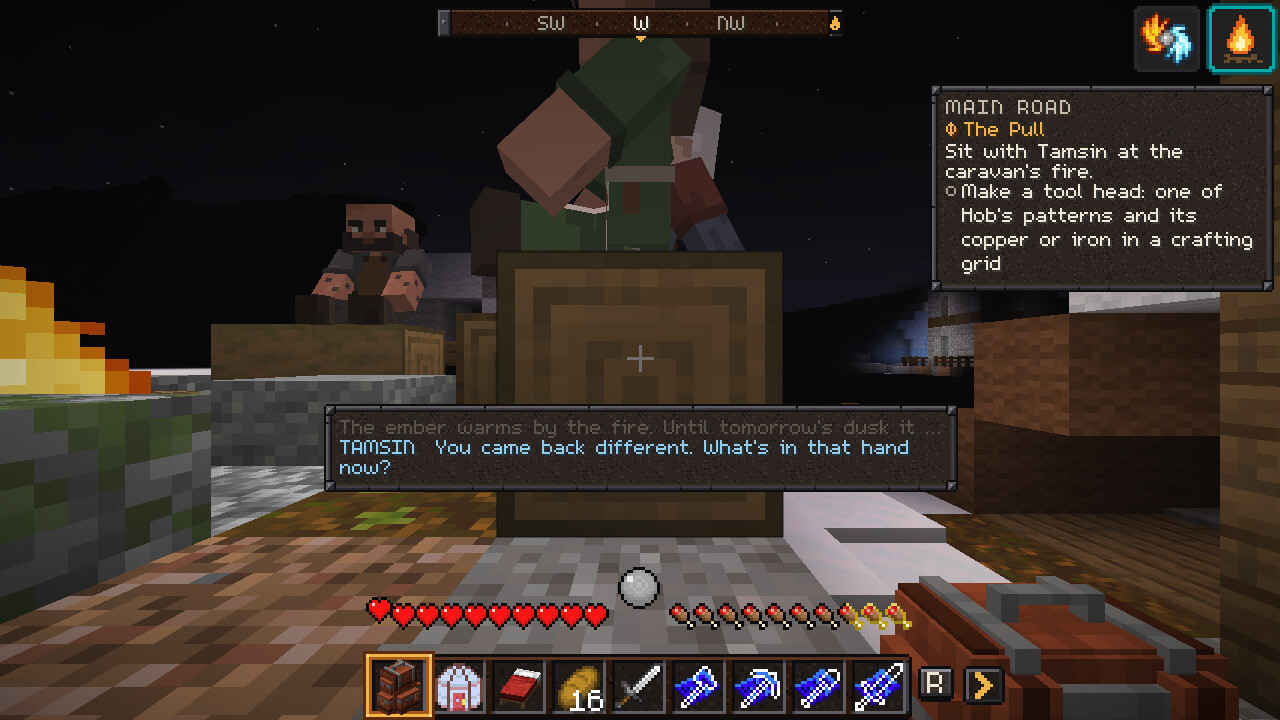 SW W NW
MAIN ROAD
The Pull
Sit with Tamsin at the
caravan's fire.
Make a tool head: one of
Hob's patterns and its
copper or iron in a crafting
grid
The ember warms by the fire. Until tomorrow's dusk it ...
TAMSIN You came back different. What's in that hand
now?
16
R